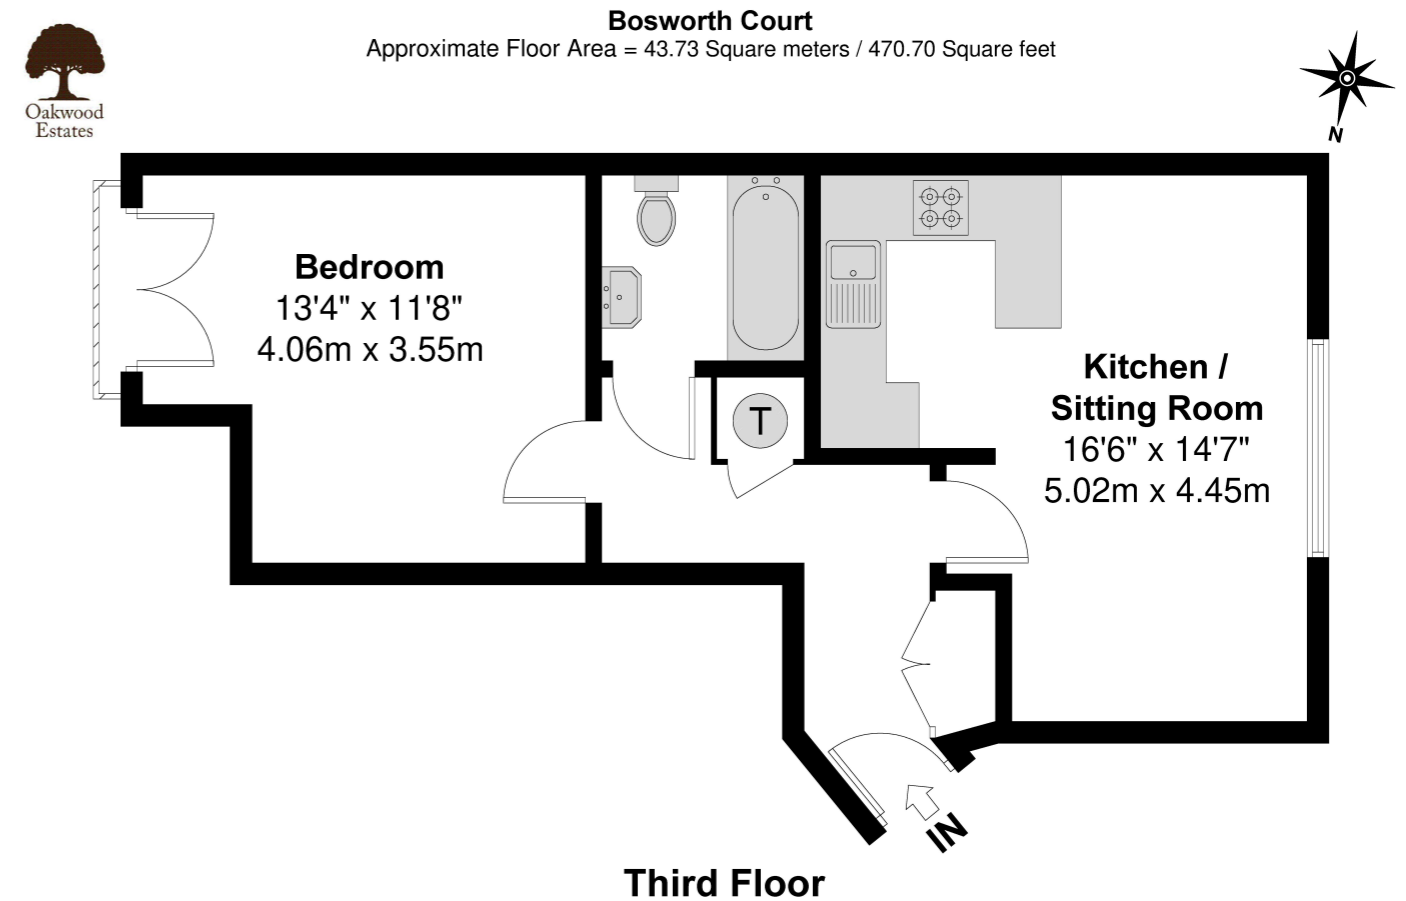 Bosworth Court
Approximate Floor Area = 43.73 Square meters / 470.70 Square feet
Oakwood
Estates
N
Bedroom
13'4" x 11'8"
4.06m x 3.55m
Kitchen /
Sitting Room
16'6" x 14'7"
5.02m x 4.45m
T
IN
Third Floor